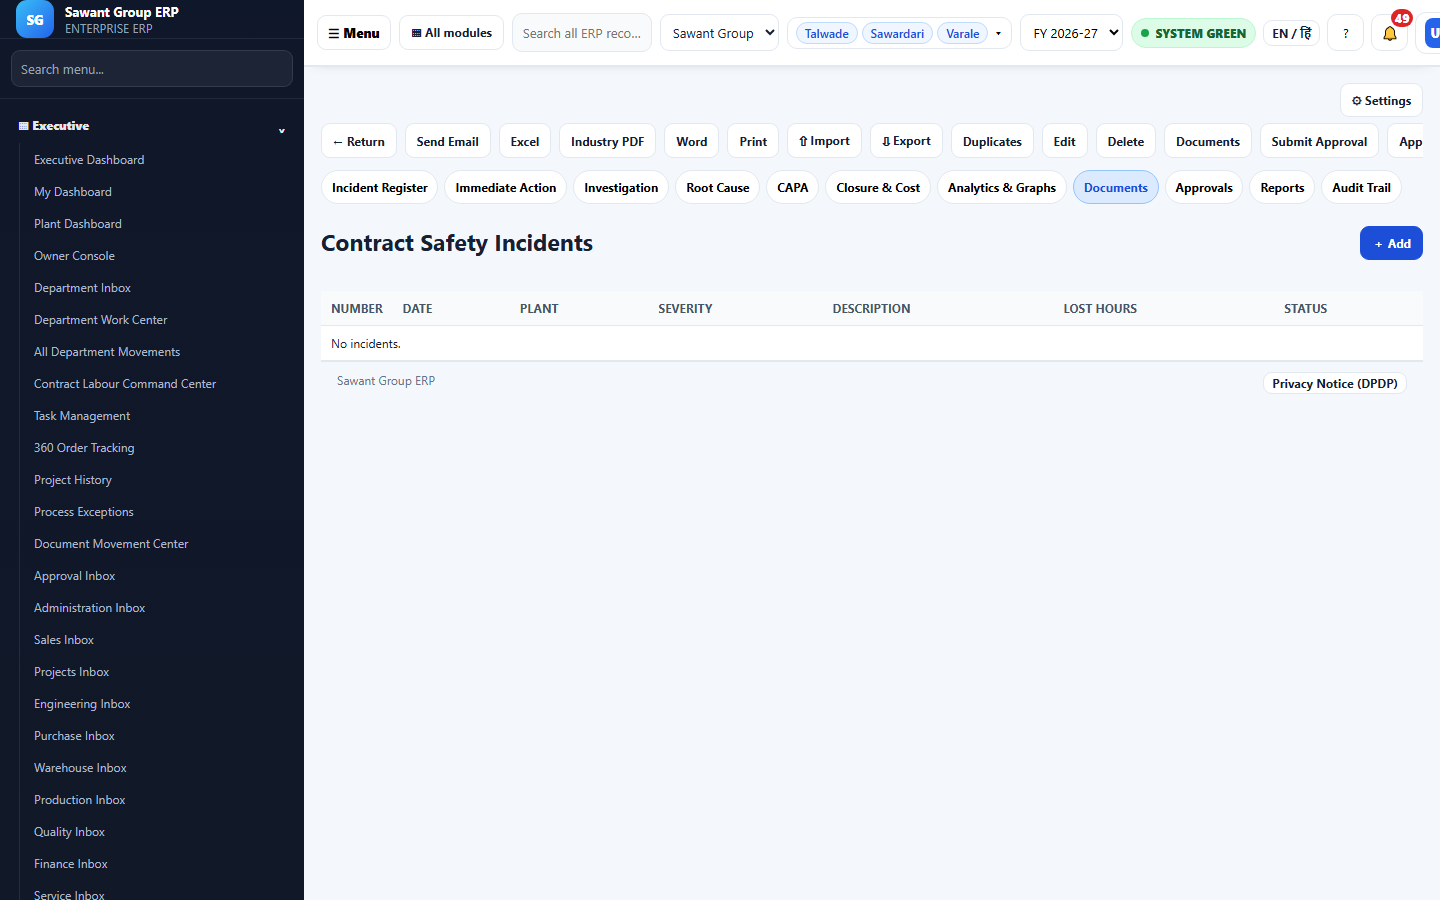 SG
Sawant Group ERP
ENTERPRISE ERP
Search menu...
Executive
Executive Dashboard
My Dashboard
Plant Dashboard
Owner Console
Department Inbox
Department Work Center
All Department Movements
Contract Labour Command Center
Task Management
360 Order Tracking
Project History
Process Exceptions
Document Movement Center
Approval Inbox
Administration Inbox
Sales Inbox
Projects Inbox
Engineering Inbox
Purchase Inbox
Warehouse Inbox
Production Inbox
Quality Inbox
Finance Inbox
Service Inbox
☰ Menu All modules Search all ERP reco... Sawant Group Talwade Sawardari Varale FY 2026-27 SYSTEM GREEN EN / हिं ? 49 U
⚙ Settings
← Return Send Email Excel Industry PDF Word Print ⇧ Import ⇩ Export Duplicates Edit Delete Documents Submit Approval App
Incident Register Immediate Action Investigation Root Cause CAPA Closure & Cost Analytics & Graphs Documents Approvals Reports Audit Trail
Contract Safety Incidents
+ Add
NUMBER DATE PLANT SEVERITY DESCRIPTION LOST HOURS STATUS
No incidents.
Sawant Group ERP
Privacy Notice (DPDP)